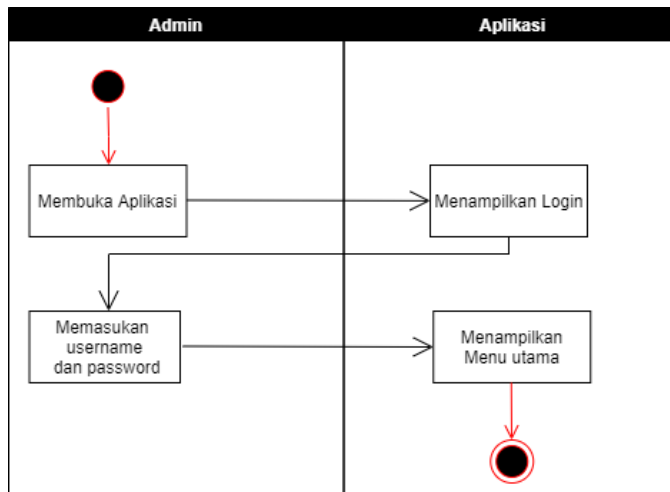 Admin
Aplikasi
Membuka Aplikasi
Menampilkan Login
Memasukan
username
dan password
Menampilkan
Menu utama